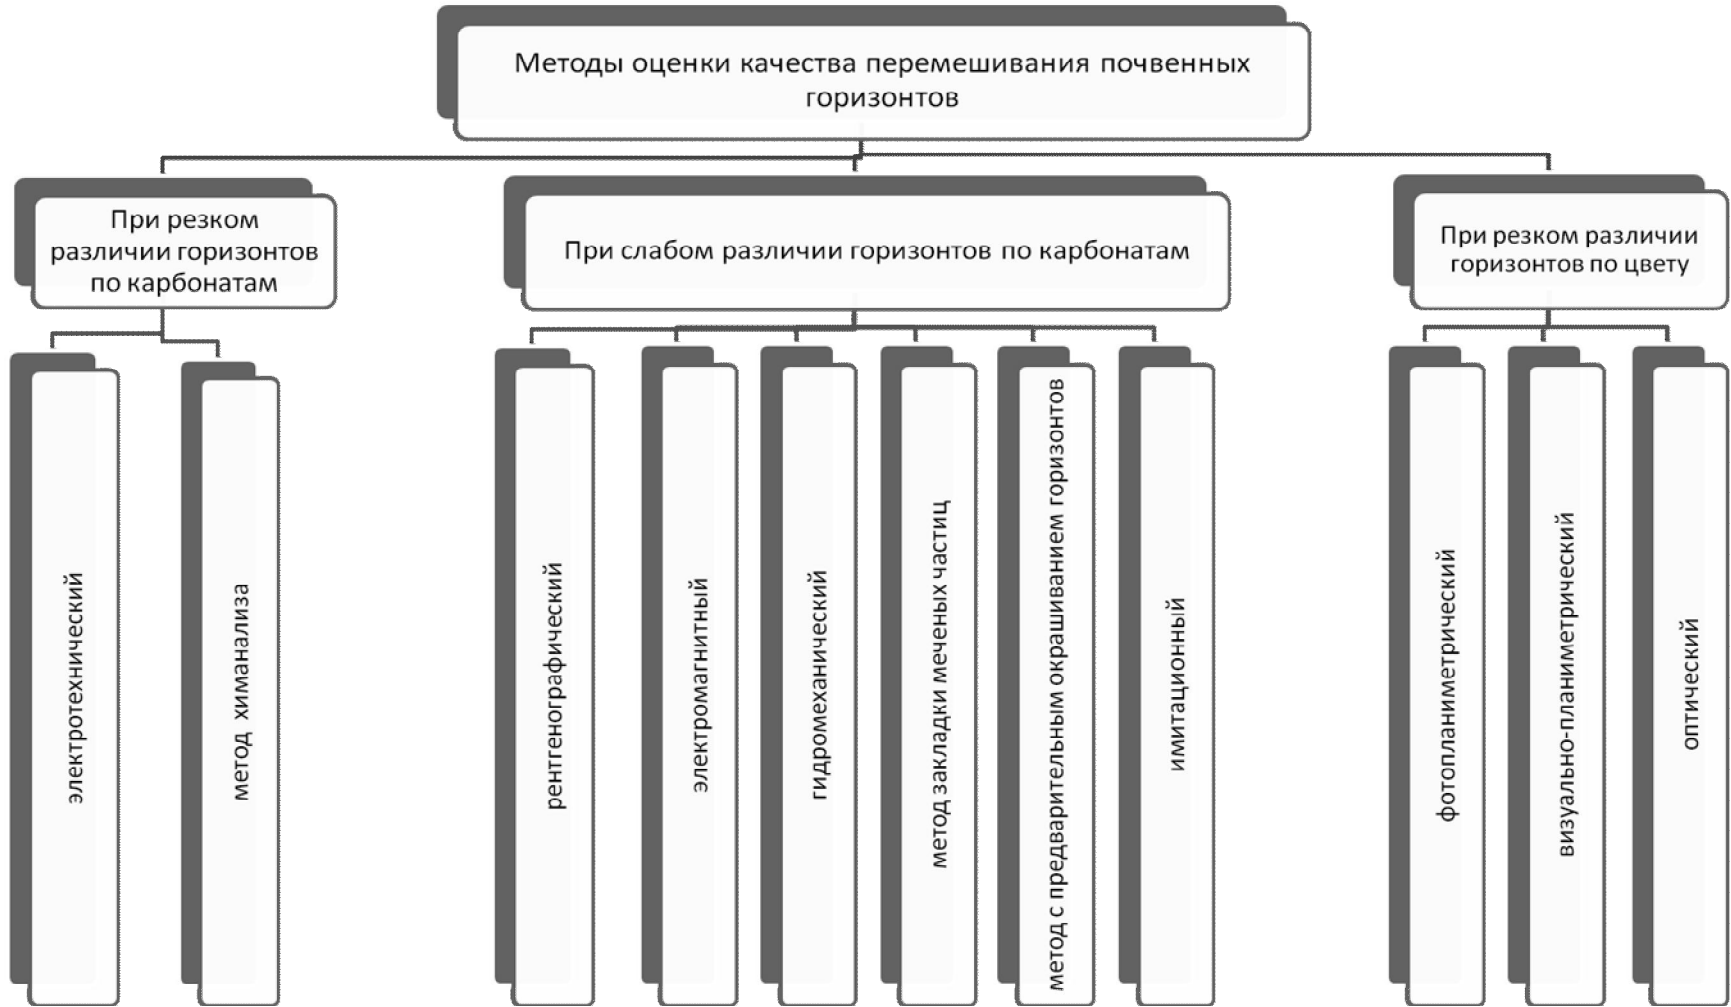 Методы оценки качества перемешивания почвенных
горизонтов
При резком
различии горизонтов
по карбонатам
При слабом различии горизонтов по карбонатам
При резком различии
горизонтов по цвету
электротехнический
метод химанализа
рентгенографический
электромагнитный
гидромеханический
метод закладки меченых частиц
метод с предварительным окрашиванием горизонтов
имитационный
фотопланиметрический
визуально-планиметрический
оптический